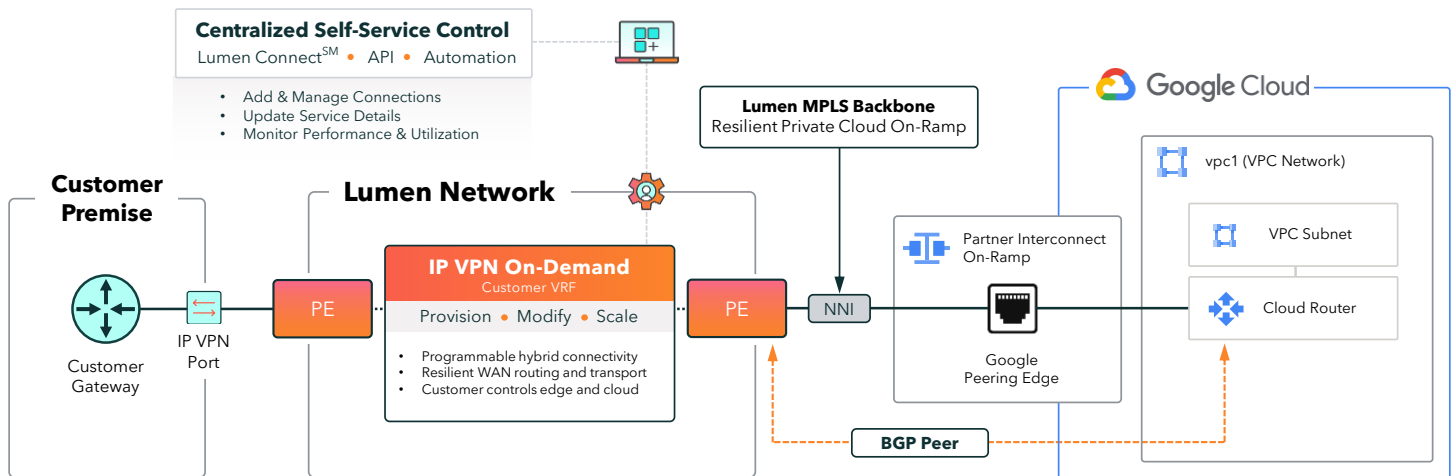 Centralized Self-Service Control
Lumen Connect℠ • API • Automation
• Add & Manage Connections
• Update Service Details
• Monitor Performance & Utilization
Lumen MPLS Backbone
Resilient Private Cloud On-Ramp
Google Cloud
vpc1 (VPC Network)
VPC Subnet
Cloud Router
Customer
Premise
Lumen Network
Partner Interconnect
On-Ramp
IP VPN On-Demand
Customer VRF
Provision • Modify • Scale
• Programmable hybrid connectivity
• Resilient WAN routing and transport
• Customer controls edge and cloud
PE
PE
NNI
IP VPN
Port
Customer
Gateway
Google
Peering Edge
BGP Peer